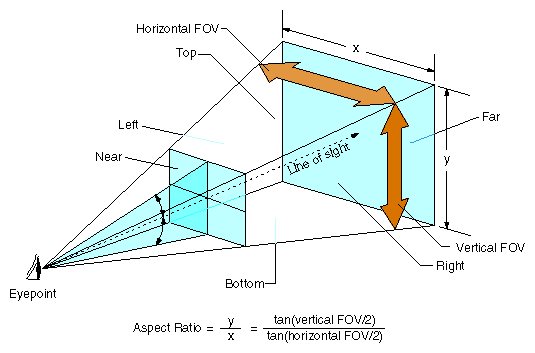 Horizontal FOV
x
Top
Left
Far
Near
Line of sight
y
Vertical FOV
Right
Bottom
Eyepoint
Aspect Ratio = y/x = tan(vertical FOV/2)/tan(horizontal FOV/2)